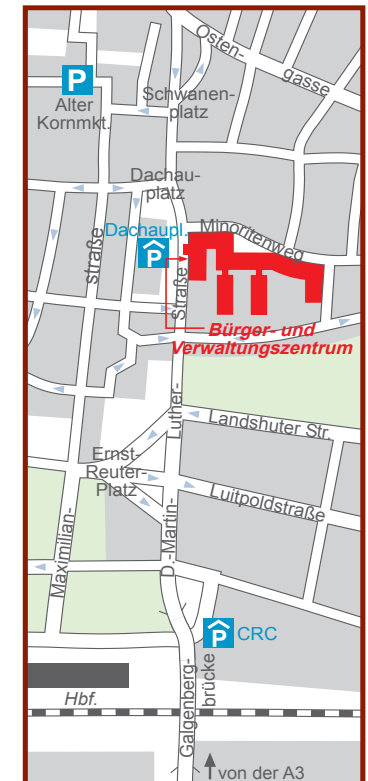 Osten-
gasse
P
Alter
Kornmkt.
Schwanen-
platz
Dachau-
platz
Dachaupl.
P
Minoritenweg
straße
Straße
Bürger- und
Verwaltungszentrum
Luther-
Landshuter Str.
Ernst-
Reuter-
Platz
Luitpoldstraße
Maximilian-
D.-Martin-
P
CRC
Galgenberg-
brücke
Hbf.
von der A3